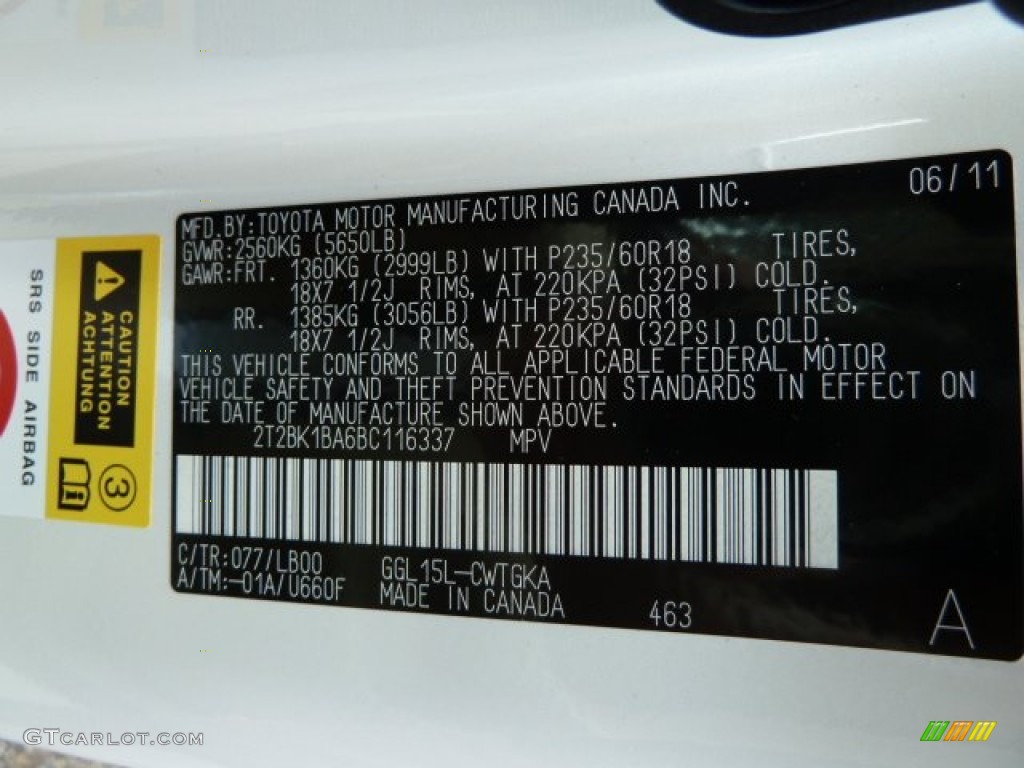 06/11
MFD.BY:TOYOTA MOTOR MANUFACTURING CANADA INC.
GVWR:2560KG (5650LB)
GAWR:FRT. 1360KG (2999LB) WITH P235/60R18 TIRES,
18X7 1/2J RIMS, AT 220KPA (32PSI) COLD.
RR. 1385KG (3056LB) WITH P235/60R18 TIRES,
18X7 1/2J RIMS, AT 220KPA (32PSI) COLD.
THIS VEHICLE CONFORMS TO ALL APPLICABLE FEDERAL MOTOR
VEHICLE SAFETY AND THEFT PREVENTION STANDARDS IN EFFECT ON
THE DATE OF MANUFACTURE SHOWN ABOVE.
2T2BK1BA6BC116337 MPV
C/TR:077/LB00 GGL15L-CWTGKA
A/TM:-01A/U660F MADE IN CANADA 463 A
CAUTION
ATTENTION
ACHTUNG
3
SRS SIDE AIRBAG
GTCARLOT.COM